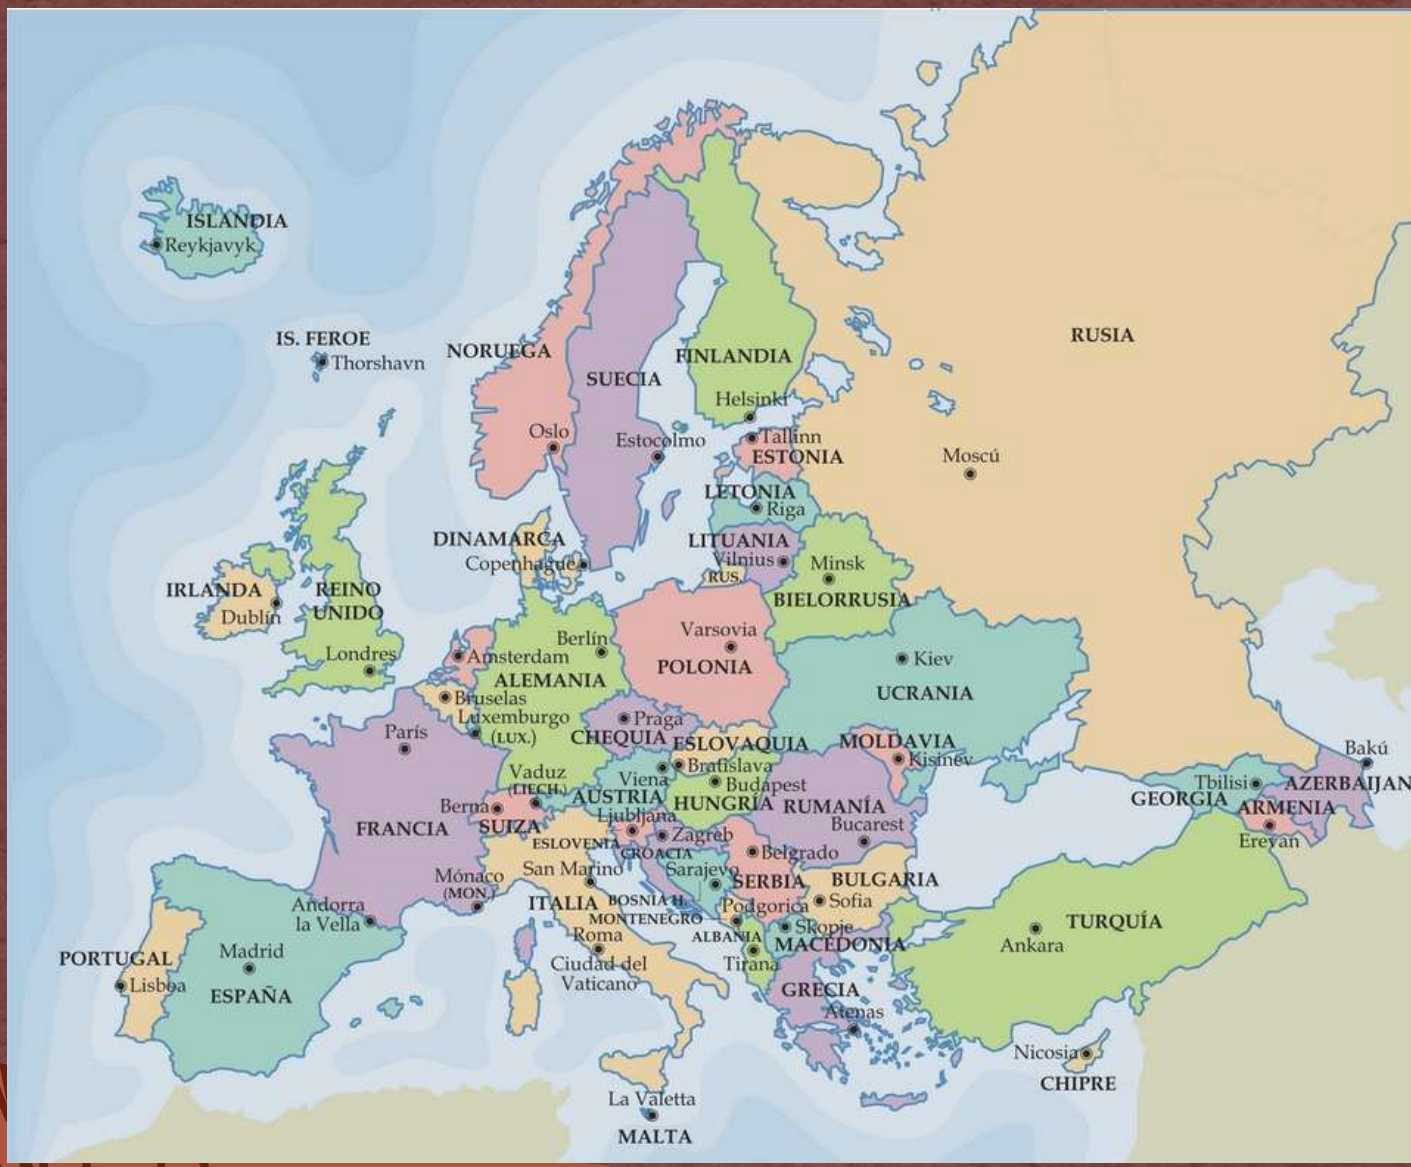 ISLANDIA
Reykjavyk
IS. FEROE
Thorshavn
NORUEGA
Oslo
SUECIA
Estocolmo
FINLANDIA
Helsinki
RUSIA
Moscú
Tallinn
ESTONIA
LETONIA
Riga
LITUANIA
Vilnius
RUS.
DINAMARCA
Copenhague
IRLANDA
Dublín
REINO
UNIDO
Londres
Minsk
BIELORRUSIA
Amsterdam
Berlín
ALEMANIA
Varsovia
POLONIA
Kiev
UCRANIA
Bruselas
Luxemburgo
(LUX.)
París
FRANCIA
Praga
CHEQUIA
ESLOVAQUIA
Bratislava
MOLDAVIA
Kisinev
Vaduz
(LIECH.)
Viena
AUSTRIA
Budapest
HUNGRÍA
RUMANÍA
Bucarest
Berna
SUIZA
Ljubljana
ESLOVENIA
Zagreb
CROACIA
Belgrado
SERBIA
Sarajevo
BOSNIA H.
MONTENEGRO
Podgorica
BULGARIA
Sofia
Skopje
MACEDONIA
ALBANIA
Tirana
San Marino
ITALIA
Roma
Ciudad del
Vaticano
Mónaco
(MON.)
Andorra
la Vella
PORTUGAL
Lisboa
Madrid
ESPAÑA
GRECIA
Atenas
La Valetta
MALTA
Bakú
Tbilisi
AZERBAIJAN
GEORGIA
ARMENIA
Erevan
TURQUÍA
Ankara
Nicosia
CHIPRE